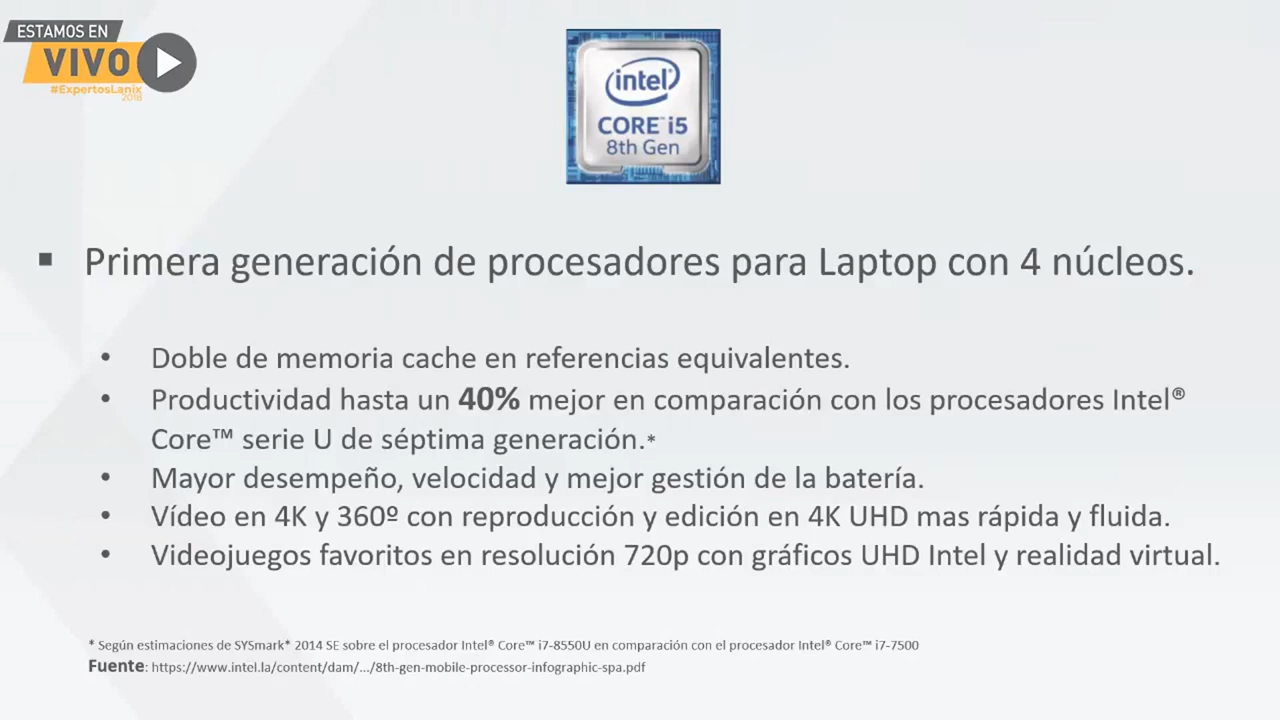 ESTAMOS EN
VIVO
#ExpertosLanix
2018
intel
CORE™ i5
8th Gen
▪ Primera generación de procesadores para Laptop con 4 núcleos.
• Doble de memoria cache en referencias equivalentes.
• Productividad hasta un 40% mejor en comparación con los procesadores Intel®
Core™ serie U de séptima generación.*
• Mayor desempeño, velocidad y mejor gestión de la batería.
• Vídeo en 4K y 360º con reproducción y edición en 4K UHD mas rápida y fluida.
• Videojuegos favoritos en resolución 720p con gráficos UHD Intel y realidad virtual.
* Según estimaciones de SYSmark* 2014 SE sobre el procesador Intel® Core™ i7-8550U en comparación con el procesador Intel® Core™ i7-7500
Fuente: https://www.intel.la/content/dam/.../8th-gen-mobile-processor-infographic-spa.pdf